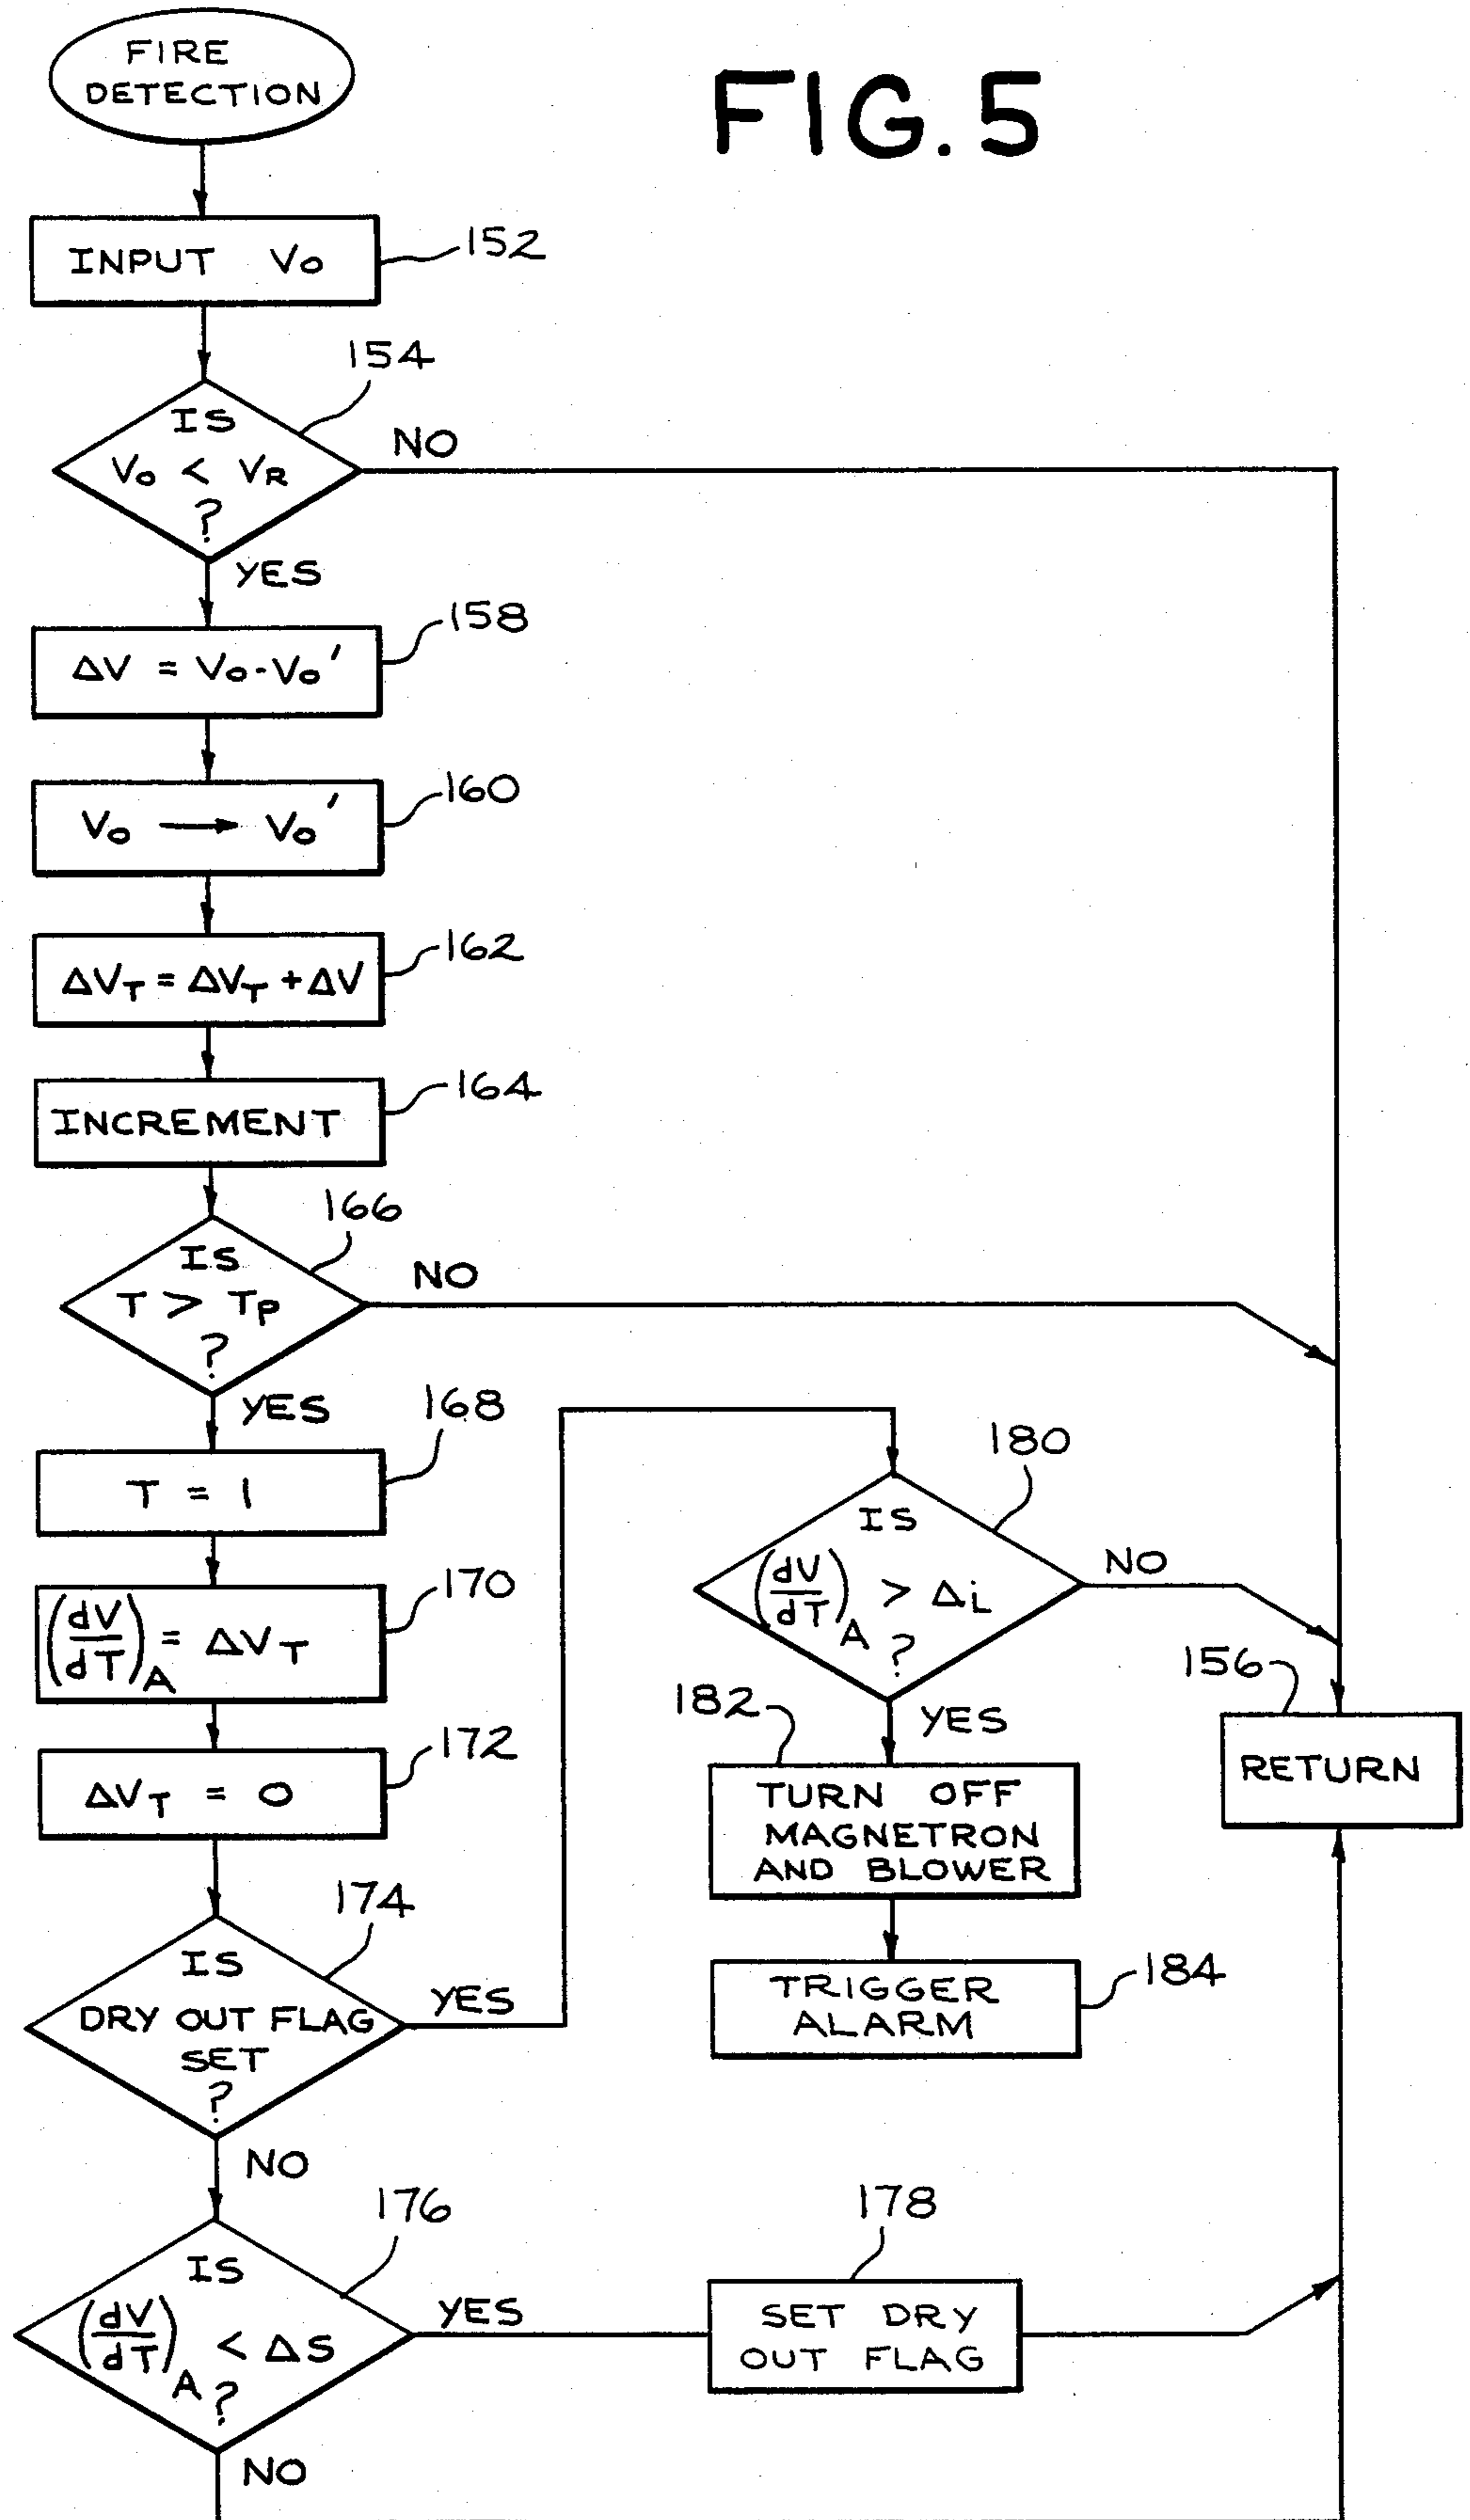 FIRE
DETECTION
FIG. 5
INPUT Vo
152
154
IS
Vo < VR
?
NO
YES
158
ΔV = Vo - Vo'
160
Vo → Vo'
162
ΔVT = ΔVT + ΔV
164
INCREMENT
166
IS
T > TP
?
NO
YES
168
T = 1
170
(dV/dT)A = ΔVT
172
ΔVT = 0
174
IS
DRY OUT FLAG
SET
?
YES
NO
180
IS
(dV/dT)A > Δi
?
NO
YES
156
RETURN
182
TURN OFF
MAGNETRON
AND BLOWER
184
TRIGGER
ALARM
176
IS
(dV/dT)A < ΔS
?
YES
NO
178
SET DRY
OUT FLAG